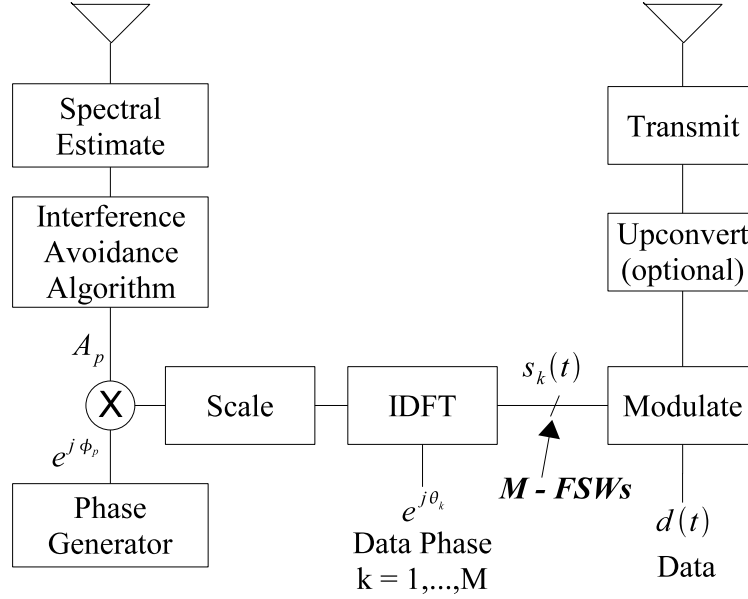 Spectral
Estimate
Interference
Avoidance
Algorithm
A_p
X
e^{j ϕ_p}
Phase
Generator
Scale
IDFT
e^{jθ_k}
Data Phase
k = 1,...,M
s_k(t)
M - FSWs
Transmit
Upconvert
(optional)
Modulate
d(t)
Data